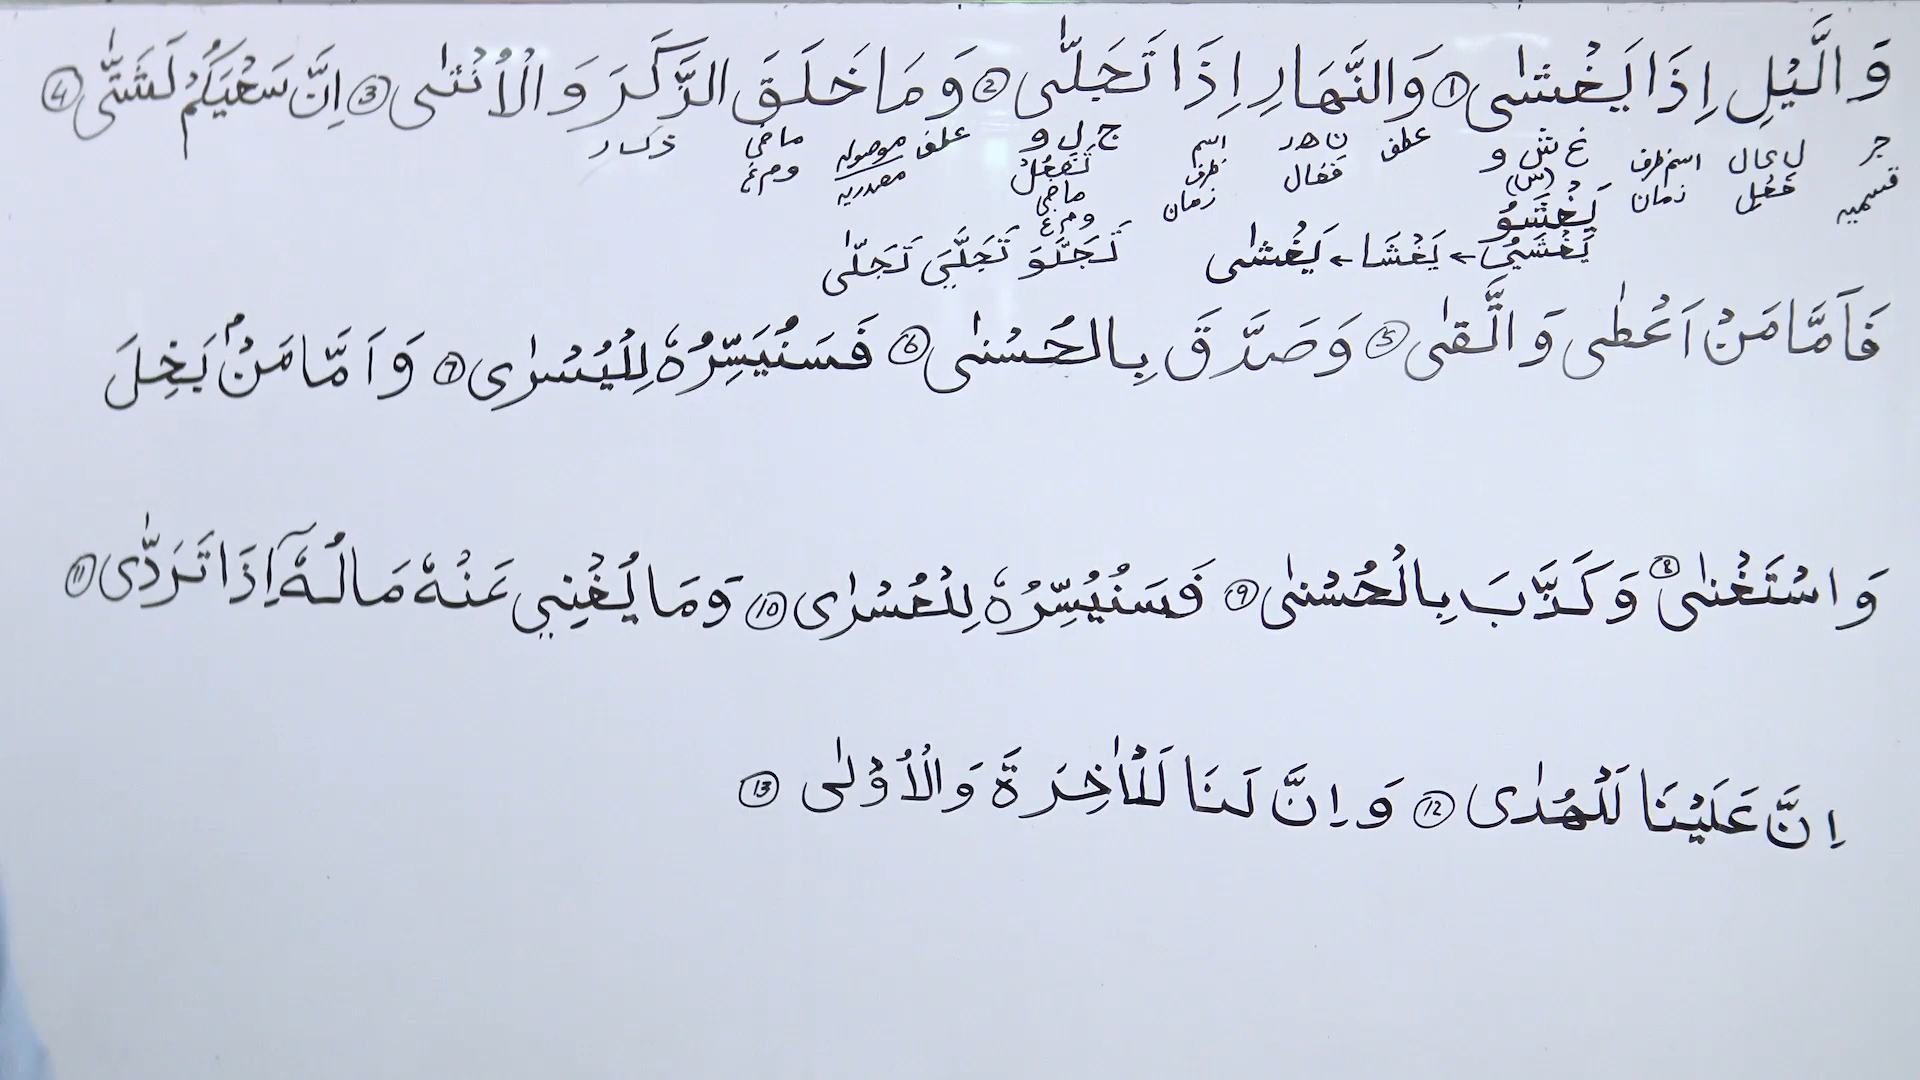 وَالَّيْلِ اِذَا يَغْشٰى ① وَالنَّهَارِ اِذَا تَجَلّٰى ② وَمَا خَلَقَ الذَّكَرَ وَالْاُنْثٰى ③ اِنَّ سَعْيَكُمْ لَشَتّٰى ④
جر ل ی ل اسم ظرف غ ش و عطف ن ھ ر اسم ج ل و عطف موصولہ ماضی ذ ک ر
قسمیہ فَعْل زمان (س) فَعَال ظرف تَفَعُّلْ مصدریہ و م غ
يَغْشَوُ زمان ماضی
و م غ
يَغْشَيُ ← يَغْشَا ← يَغْشٰى تَجَلَّوَ تَجَلَّيَ تَجَلّٰى
فَاَمَّا مَنْ اَعْطٰى وَاتَّقٰى ⑤ وَصَدَّقَ بِالْحُسْنٰى ⑥ فَسَنُيَسِّرُهٗ لِلْيُسْرٰى ⑦ وَاَمَّا مَنْۢ بَخِلَ
وَاسْتَغْنٰى ⑧ وَكَذَّبَ بِالْحُسْنٰى ⑨ فَسَنُيَسِّرُهٗ لِلْعُسْرٰى ⑩ وَمَا يُغْنِيْ عَنْهُ مَالُهٗٓ اِذَا تَرَدّٰى ⑪
اِنَّ عَلَيْنَا لَلْهُدٰى ⑫ وَاِنَّ لَنَا لَلْاٰخِرَةَ وَالْاُوْلٰى ⑬